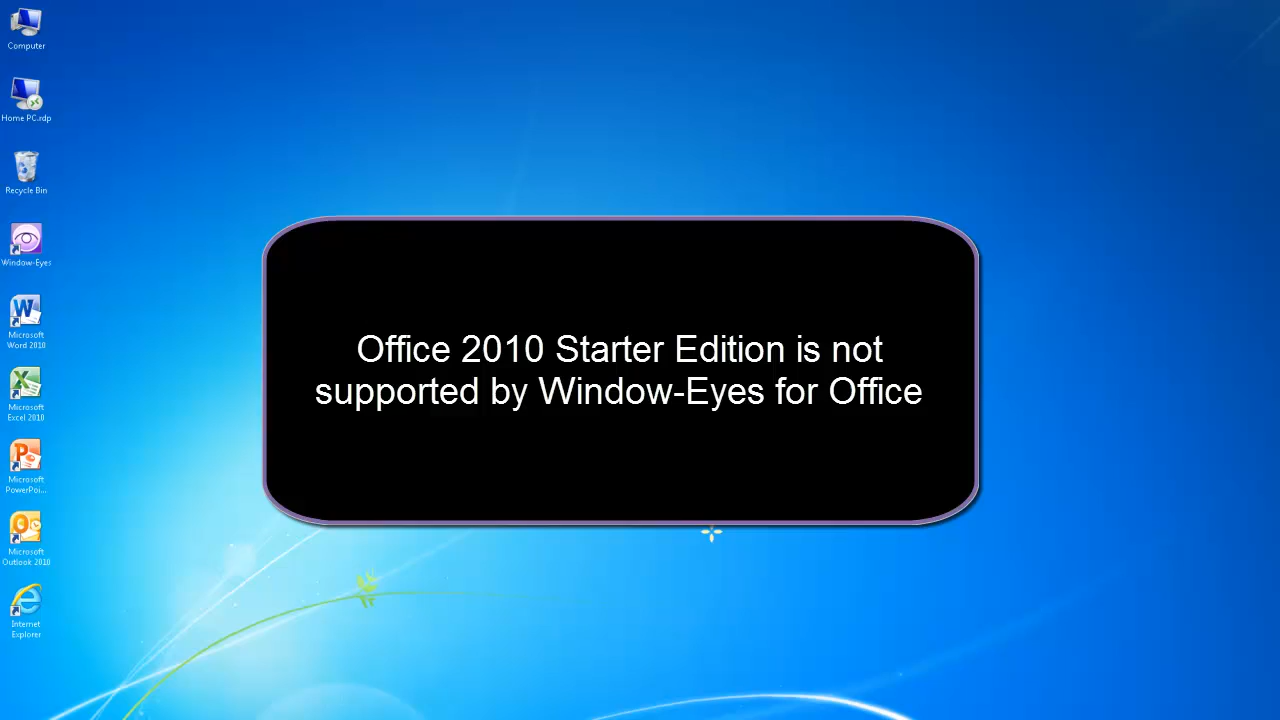 Computer
Home PC.rdp
Recycle Bin
Window-Eyes
Microsoft
Word 2010
Microsoft
Excel 2010
Microsoft
PowerPoi...
Microsoft
Outlook 2010
Internet
Explorer
Office 2010 Starter Edition is not
supported by Window-Eyes for Office